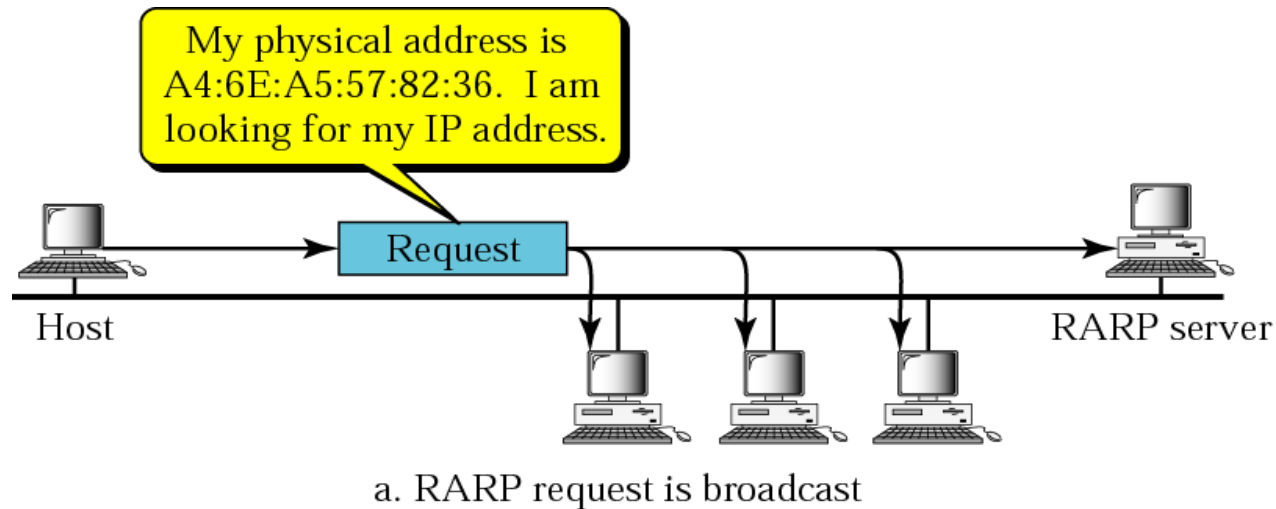 My physical address is
A4:6E:A5:57:82:36. I am
looking for my IP address.
Request
Host
RARP server
a. RARP request is broadcast